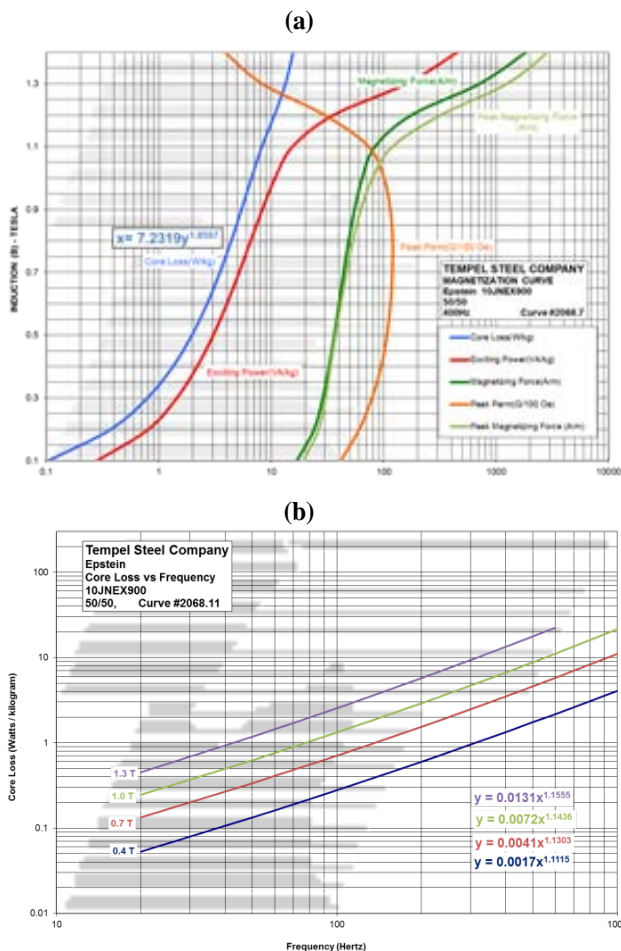 (a)
1.3
1.1
0.9
0.7
0.5
0.3
0.1
INDUCTION (B) - TESLA
Magnetizing Force(A/m)
Peak Magnetizing Force
(A/m)
x= 7.2319y
Core Loss(W/kg)
Peak Perm(G/100 Oe)
Exciting Power(VA/kg)
TEMPEL STEEL COMPANY
MAGNETIZATION CURVE
Epstein 10JNEX900
50/50
400Hz Curve #2068.7
Core Loss(W/kg)
Exciting Power(VA/kg)
Magnetizing Force(A/m)
Peak Perm(G/100 Oe)
Peak Magnetizing Force (A/m)
0.1 1 10 100 1000 10000
(b)
Tempel Steel Company
Epstein
Core Loss vs Frequency
10JNEX900
50/50, Curve #2068.11
100
10
1
0.1
0.01
Core Loss (Watts / kilogram)
1.3 T
1.0 T
0.7 T
0.4 T
y = 0.0131x^1.1555
y = 0.0072x^1.1436
y = 0.0041x^1.1303
y = 0.0017x^1.1115
10 100 100
Frequency (Hertz)